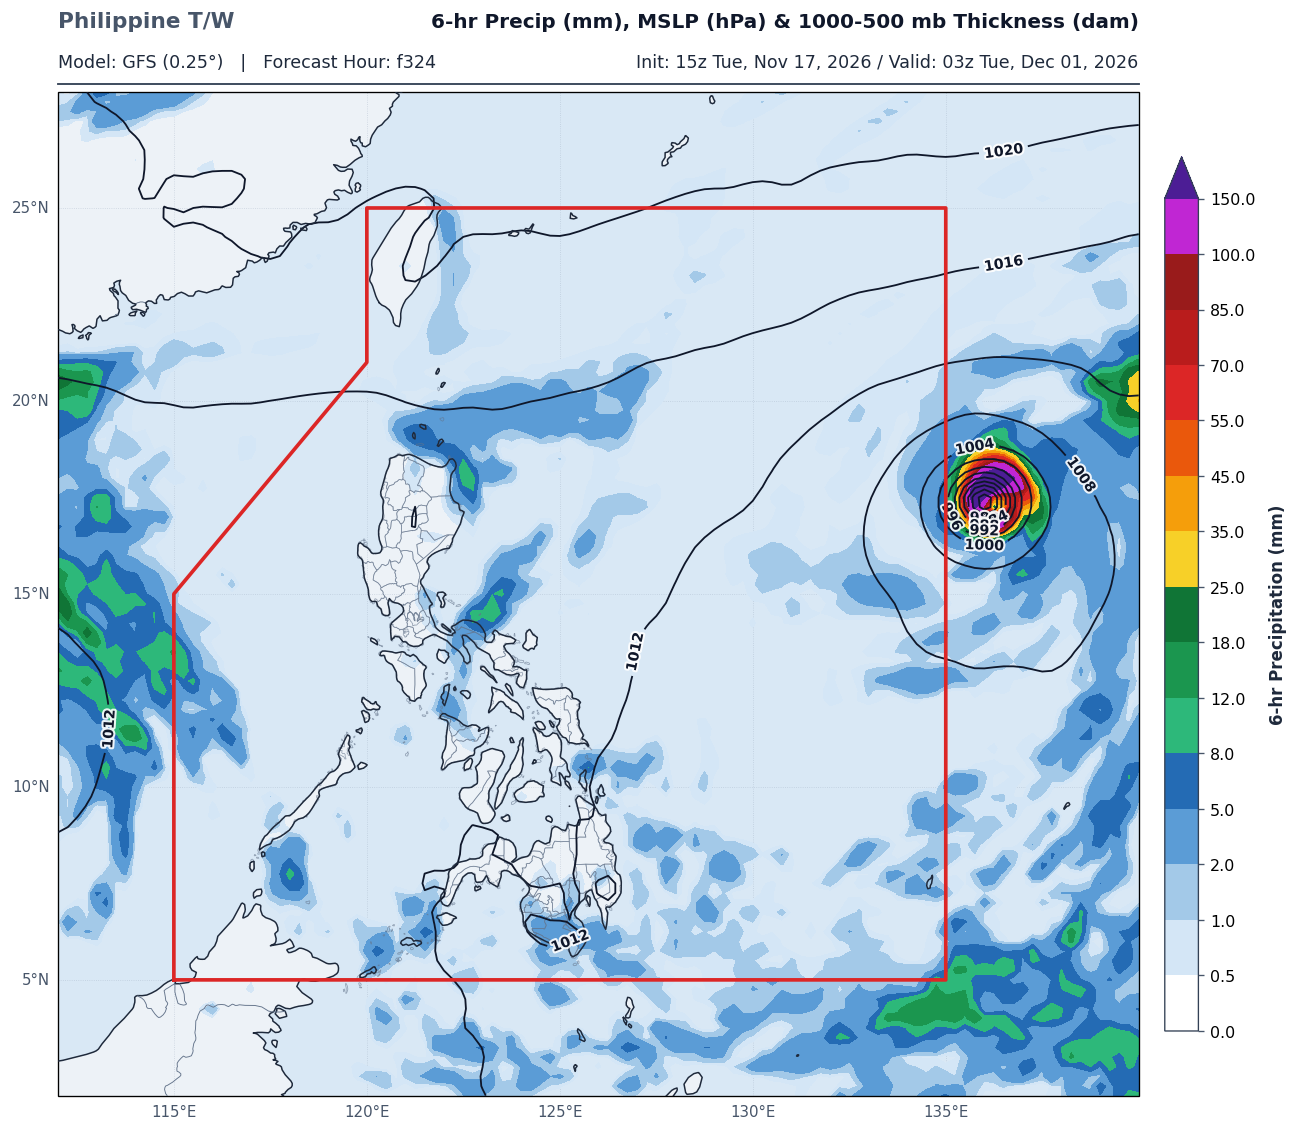 Philippine T/W
6-hr Precip (mm), MSLP (hPa) & 1000-500 mb Thickness (dam)
Model: GFS (0.25°) | Forecast Hour: f324
Init: 15z Tue, Nov 17, 2026 / Valid: 03z Tue, Dec 01, 2026
1020
1016
1004
1008
996
992
1000
1012
1012
1012
25°N
20°N
15°N
10°N
5°N
115°E
120°E
125°E
130°E
135°E
150.0
100.0
85.0
70.0
55.0
45.0
35.0
25.0
18.0
12.0
8.0
5.0
2.0
1.0
0.5
0.0
6-hr Precipitation (mm)